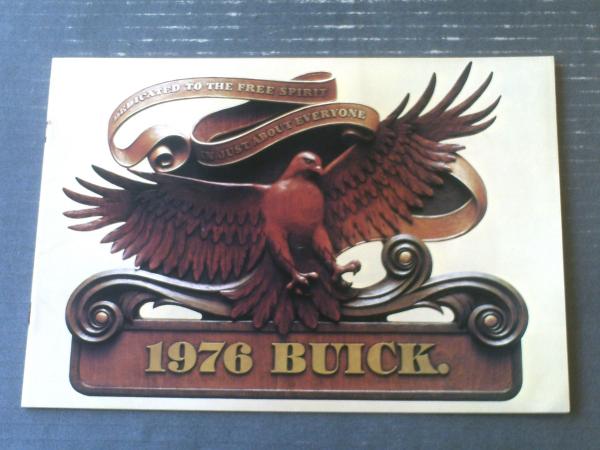 DEDICATED TO THE FREE SPIRIT
IN JUST ABOUT EVERYONE
1976 BUICK.